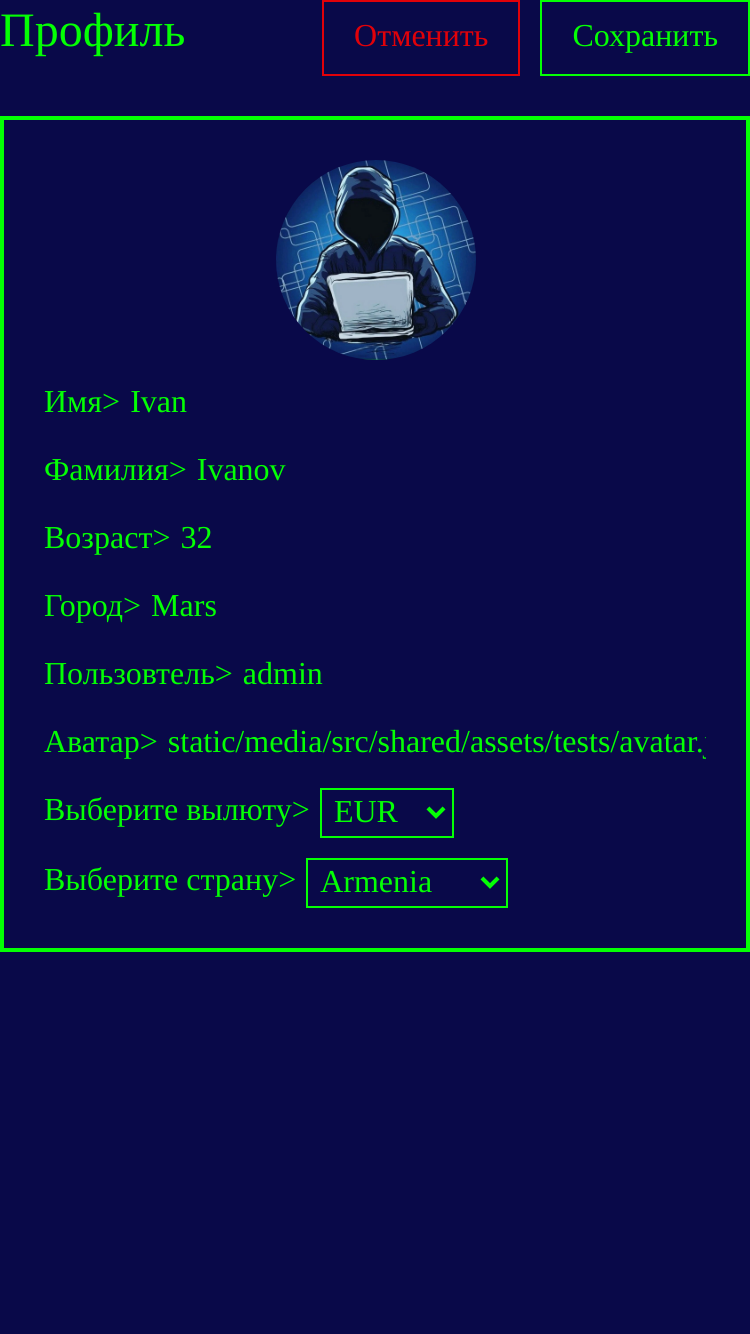 Профиль
Отменить
Сохранить
Имя> Ivan
Фамилия> Ivanov
Возраст> 32
Город> Mars
Пользовтель> admin
Аватар> static/media/src/shared/assets/tests/avatar.
Выберите вылюту> EUR
Выберите страну> Armenia